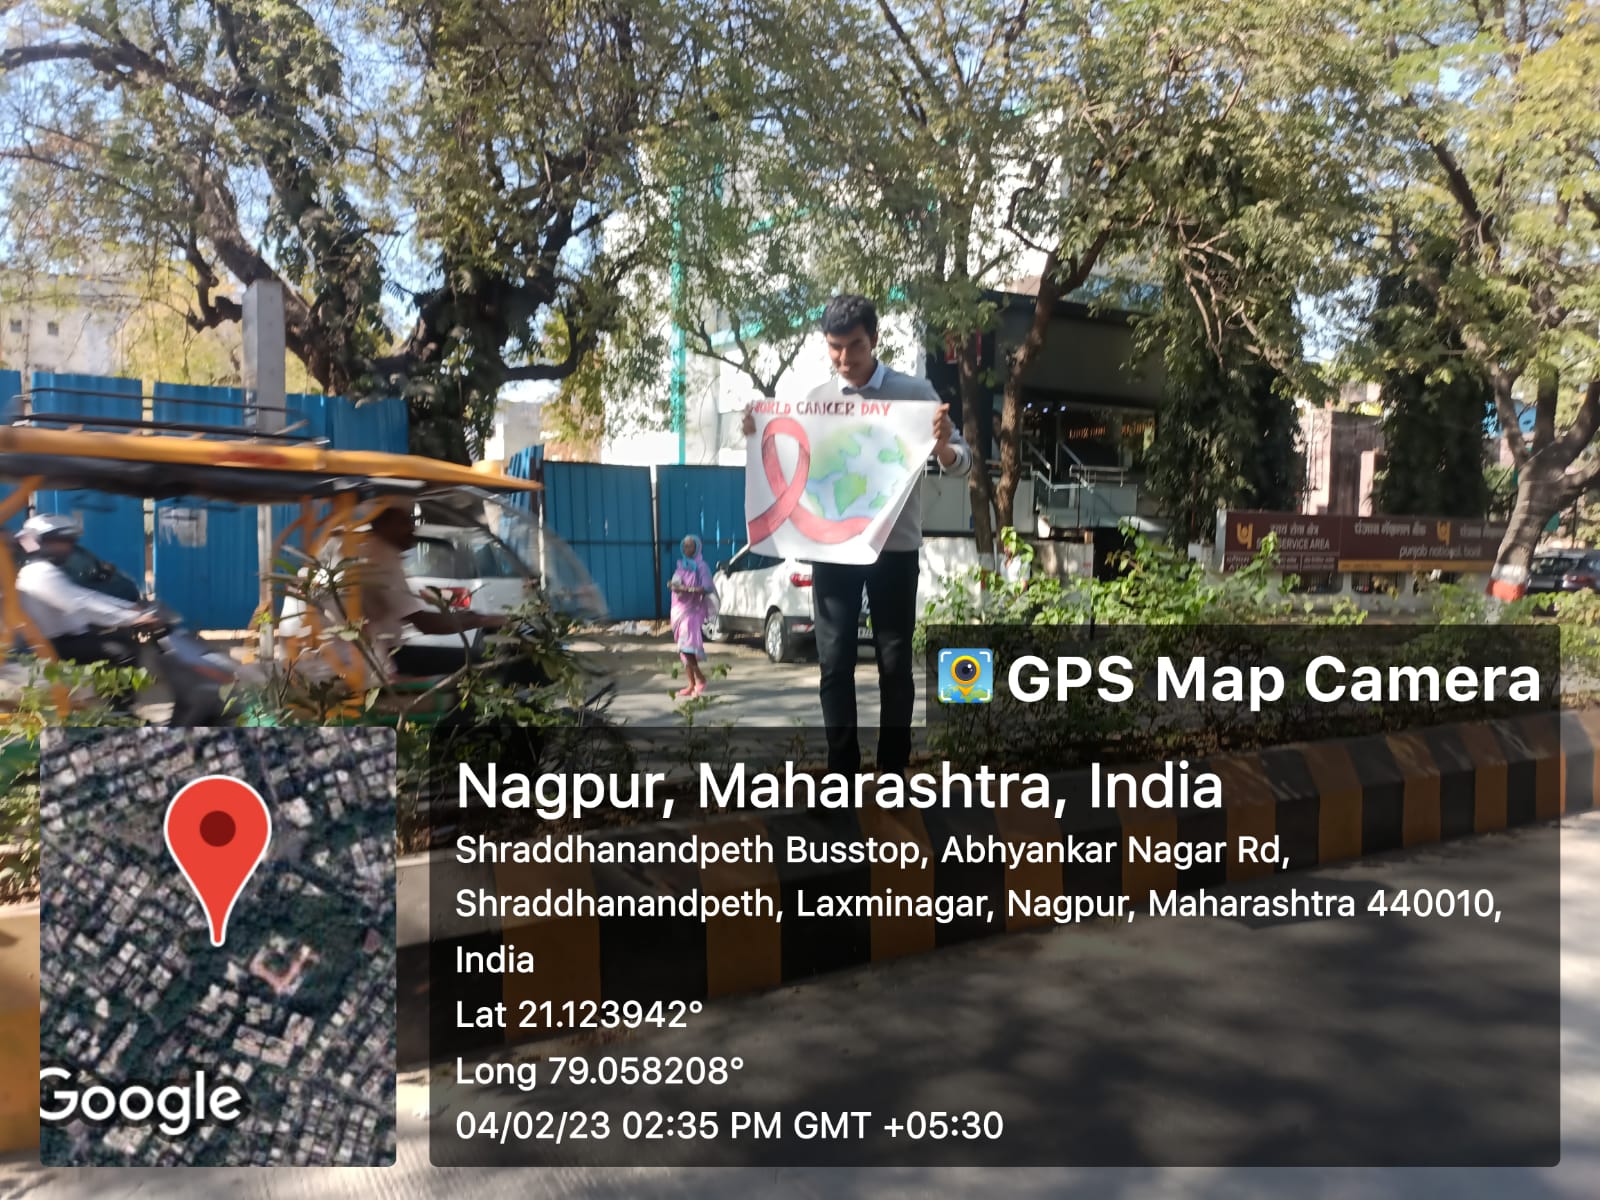 WORLD CANCER DAY
SERVICE AREA
पंजाब नैशनल बैंक
punjab national bank
GPS Map Camera
Nagpur, Maharashtra, India
Shraddhanandpeth Busstop, Abhyankar Nagar Rd,
Shraddhanandpeth, Laxminagar, Nagpur, Maharashtra 440010,
India
Lat 21.123942°
Long 79.058208°
04/02/23 02:35 PM GMT +05:30
Google